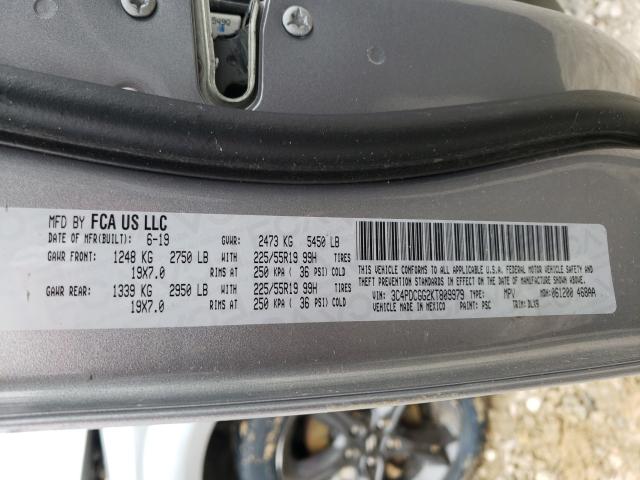 5490
MFD BY FCA US LLC
DATE OF MFR(BUILT): 6-19 GVWR: 2473 KG 5450 LB
GAWR FRONT: 1248 KG 2750 LB WITH 225/55R19 99H TIRES
19X7.0 RIMS AT 250 KPA ( 36 PSI) COLD
GAWR REAR: 1339 KG 2950 LB WITH 225/55R19 99H TIRES
19X7.0 RIMS AT 250 KPA ( 36 PSI) COLD
THIS VEHICLE CONFORMS TO ALL APPLICABLE U.S.A. FEDERAL MOTOR VEHICLE SAFETY AND
THEFT PREVENTION STANDARDS IN EFFECT ON THE DATE OF MANUFACTURE SHOWN ABOVE.
VIN: 3C4PDCGG2KT809979 TYPE: MPV MDH: 061200 468AA
VEHICLE MADE IN MEXICO PAINT: PSC TRIM: DLX9